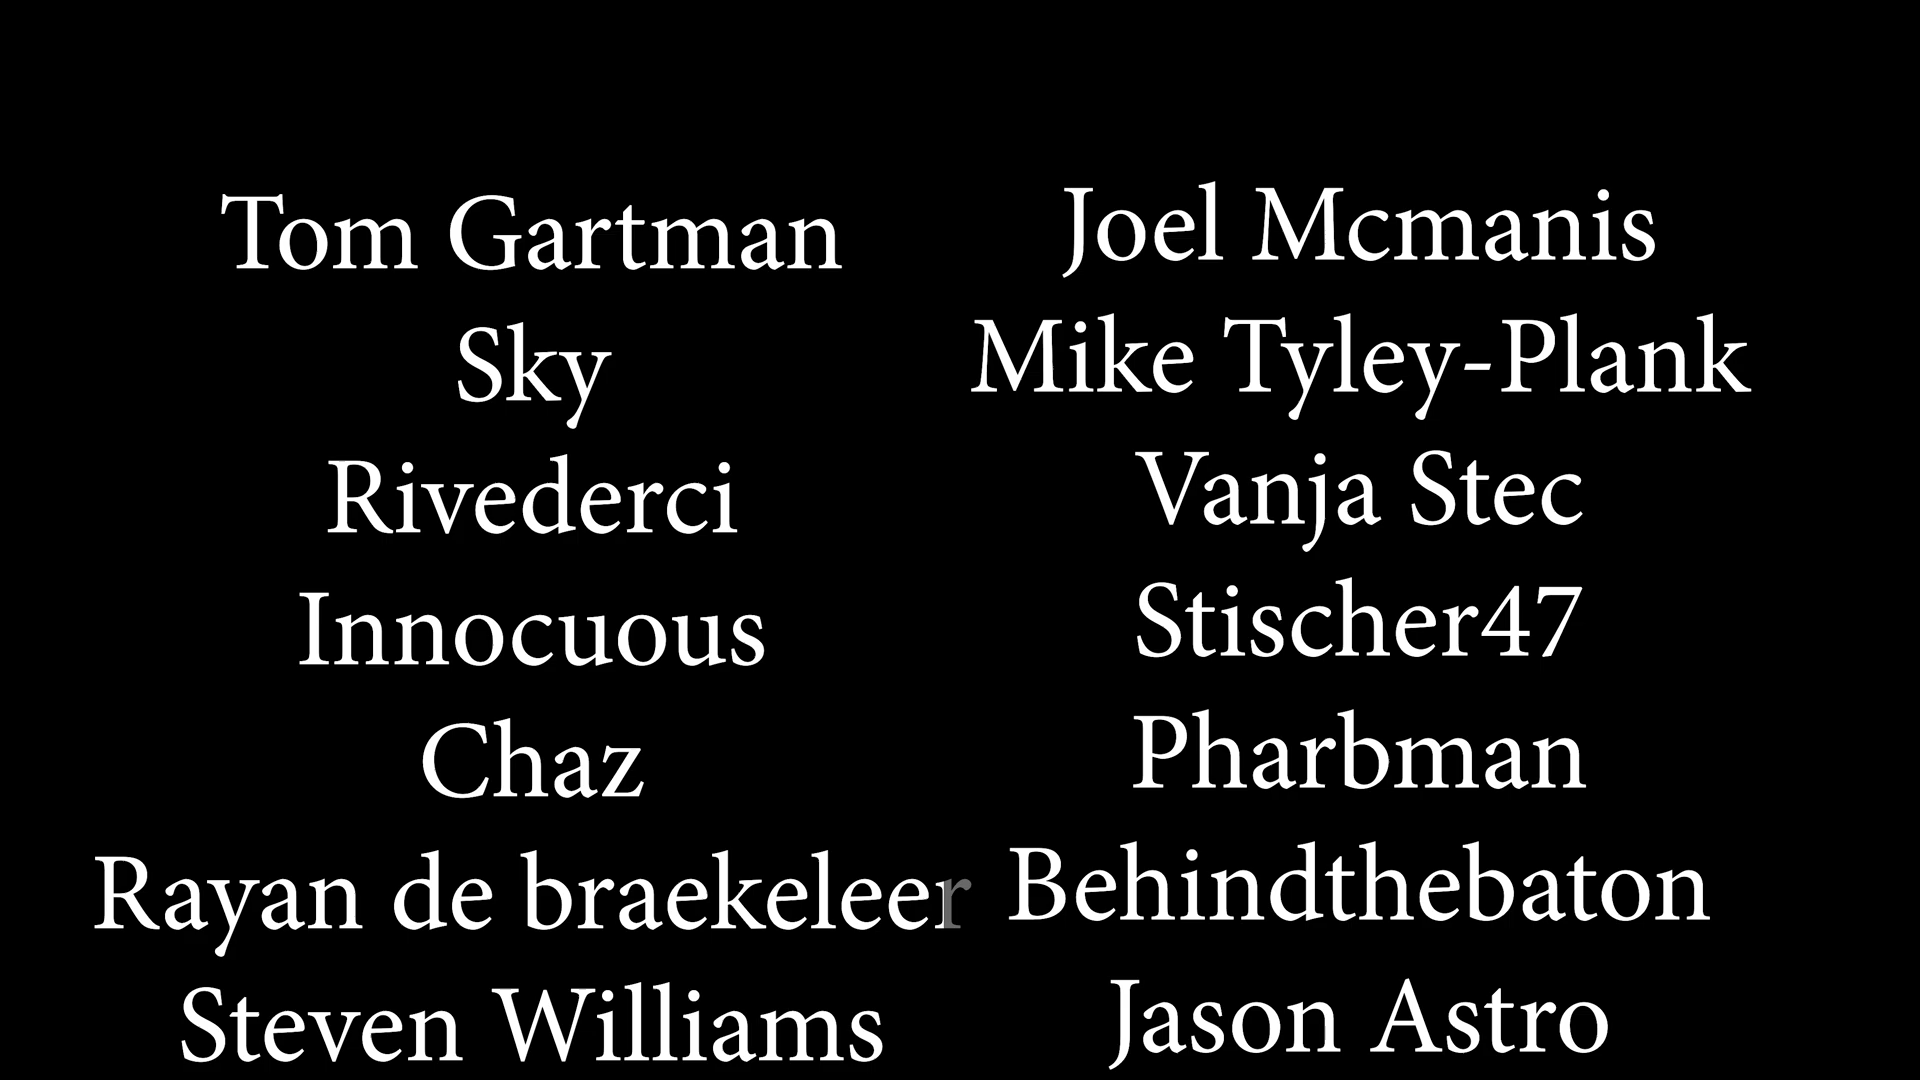 Tom Gartman
Sky
Rivederci
Innocuous
Chaz
Rayan de braekeleer
Steven Williams
Joel Mcmanis
Mike Tyley-Plank
Vanja Stec
Stischer47
Pharbman
Behindthebaton
Jason Astro